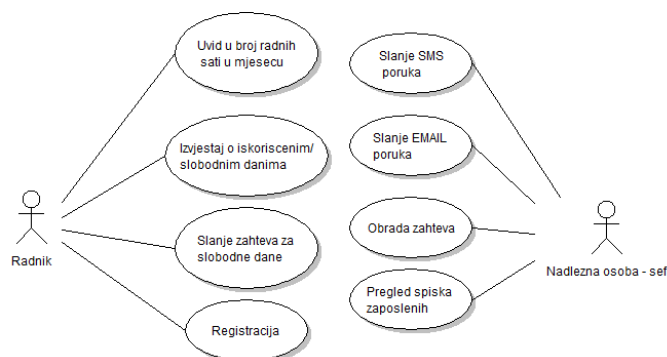 Uvid u broj radnih
sati u mjesecu
Slanje SMS
poruka
Izvjestaj o iskoriscenim/
slobodnim danima
Slanje EMAIL
poruka
Radnik
Slanje zahteva za
slobodne dane
Obrada zahteva
Nadlezna osoba - sef
Registracija
Pregled spiska
zaposlenih